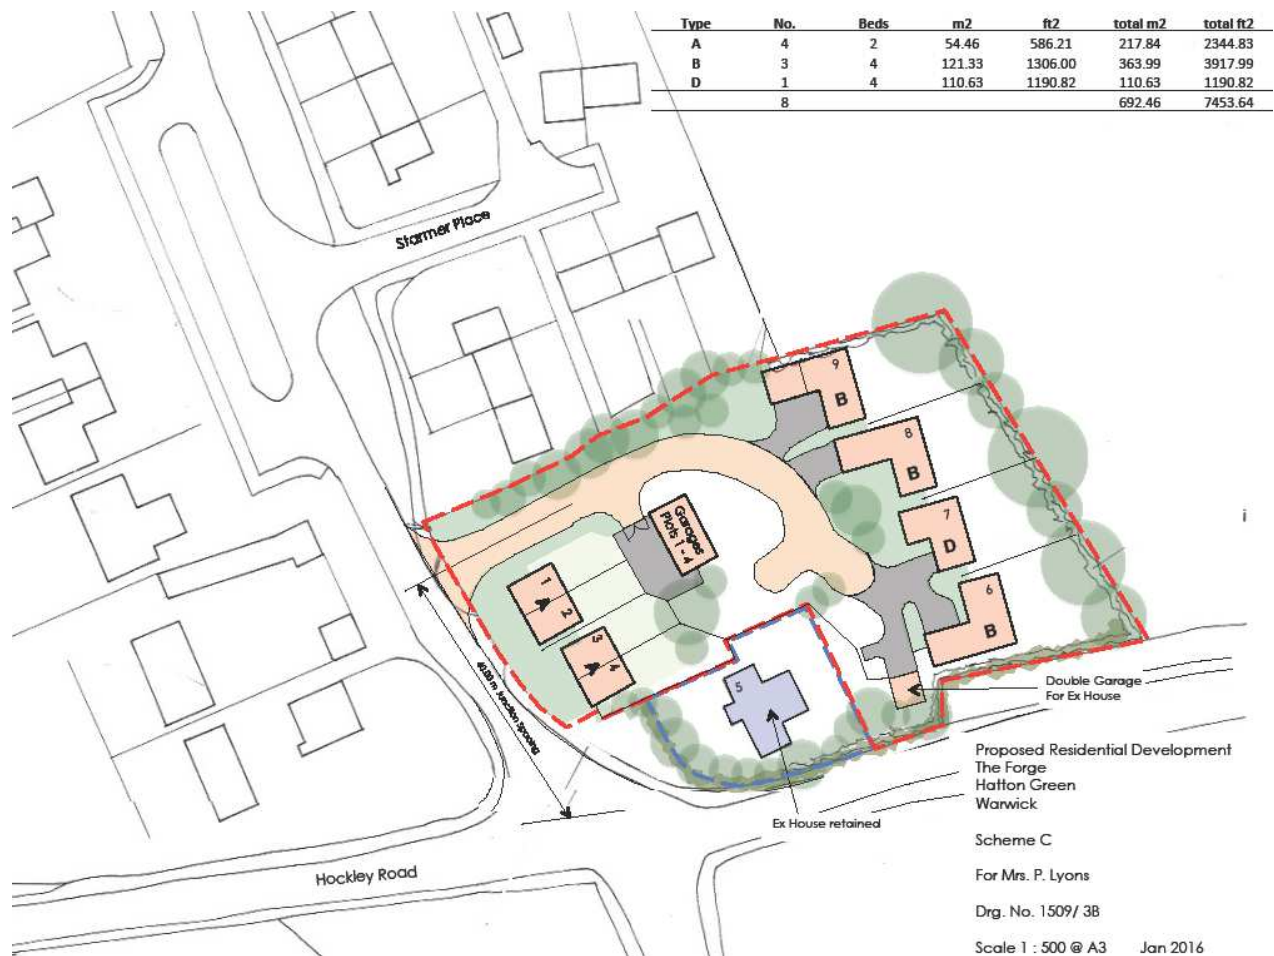 Type No. Beds m2 ft2 total m2 total ft2
A 4 2 54.46 586.21 217.84 2344.83
B 3 4 121.33 1306.00 363.99 3917.99
D 1 4 110.63 1190.82 110.63 1190.82
8 692.46 7453.64
Starmer Place
9
B
8
B
7
D
6
B
Garages
Plots 1 - 4
1
A
2
3
A
4
5
40.00 m Junction Spacing
i
Double Garage
For Ex House
Ex House retained
Hockley Road
Proposed Residential Development
The Forge
Hatton Green
Warwick
Scheme C
For Mrs. P. Lyons
Drg. No. 1509/ 3B
Scale 1 : 500 @ A3 Jan 2016